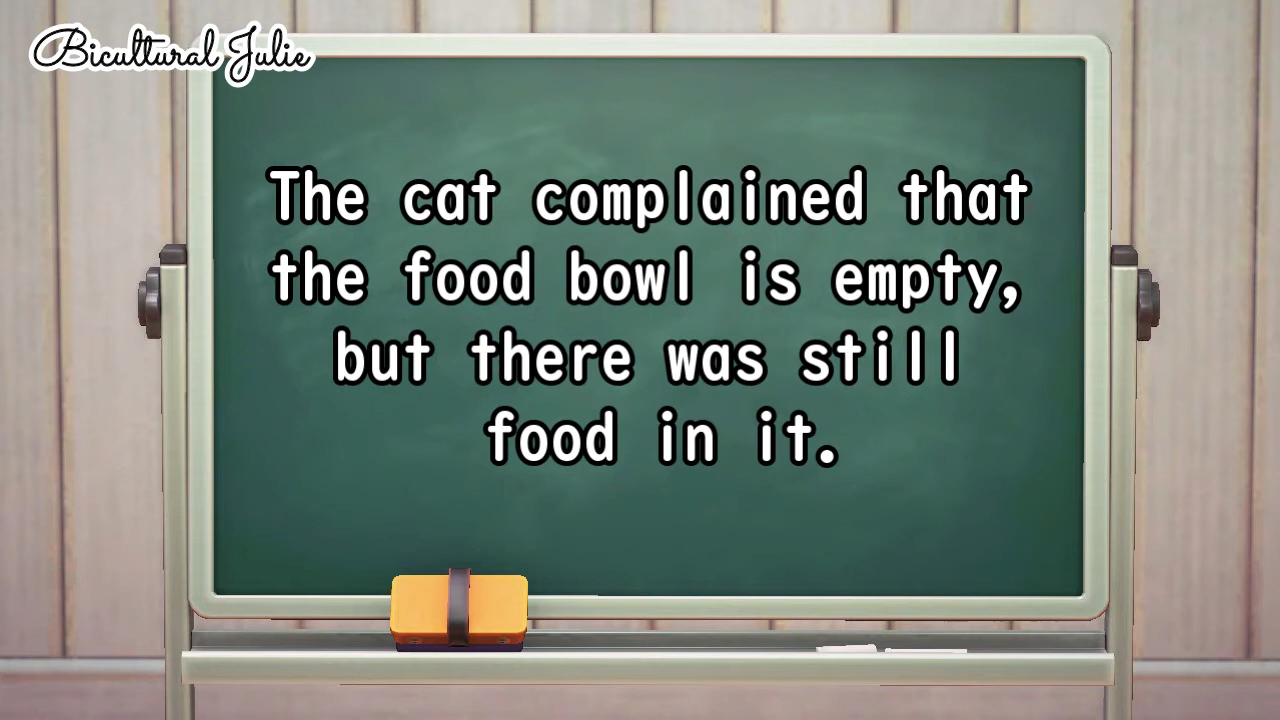 Bicultural Julie
The cat complained that
the food bowl is empty,
but there was still
food in it.